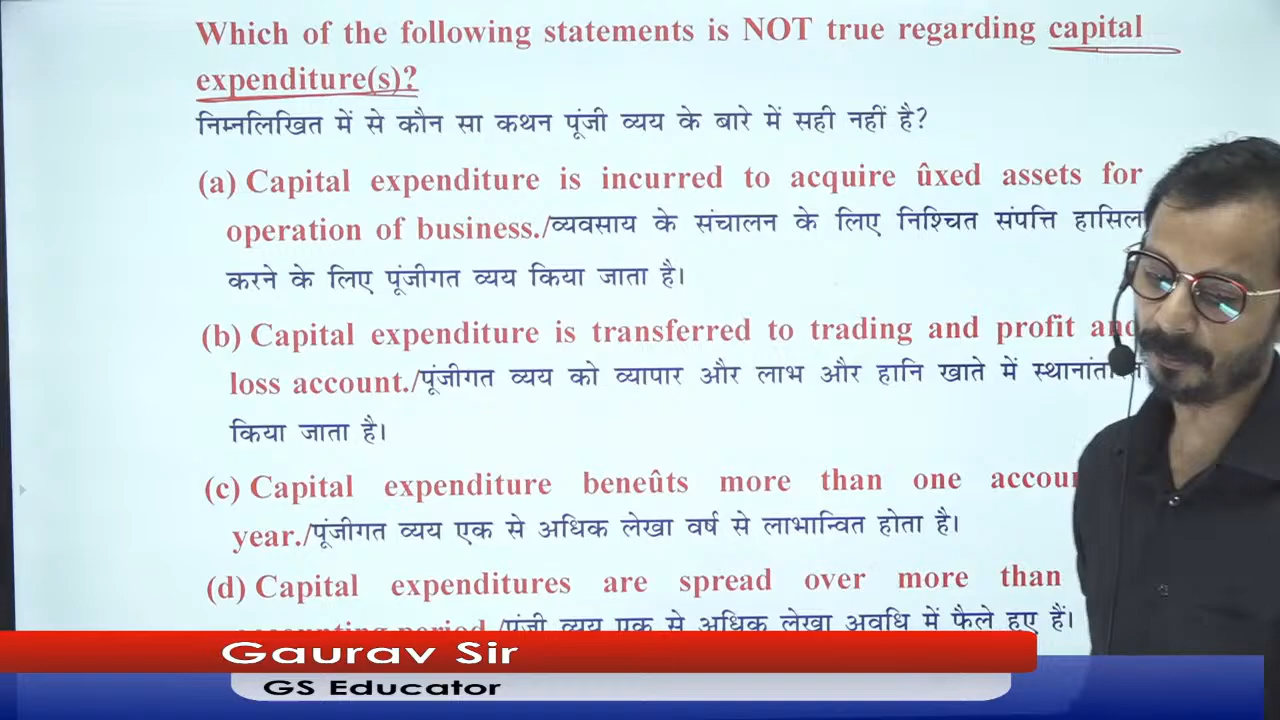 Which of the following statements is NOT true regarding capital
expenditure(s)?
निम्नलिखित में से कौन सा कथन पूंजी व्यय के बारे में सही नहीं है?
(a) Capital expenditure is incurred to acquire ûxed assets for
operation of business./व्यवसाय के संचालन के लिए निश्चित संपत्ति हासिल
करने के लिए पूंजीगत व्यय किया जाता है।
(b) Capital expenditure is transferred to trading and profit and
loss account./पूंजीगत व्यय को व्यापार और लाभ और हानि खाते में
किया जाता है।
(c) Capital expenditure beneûts more than one
year./पूंजीगत व्यय एक से अधिक लेखा वर्ष से लाभान्वित होता है।
(d) Capital expenditures are spread over more than
accounting period./पूंजी व्यय एक से अधिक लेखा अवधि में फैले हुए हैं।
Gaurav Sir
GS Educator